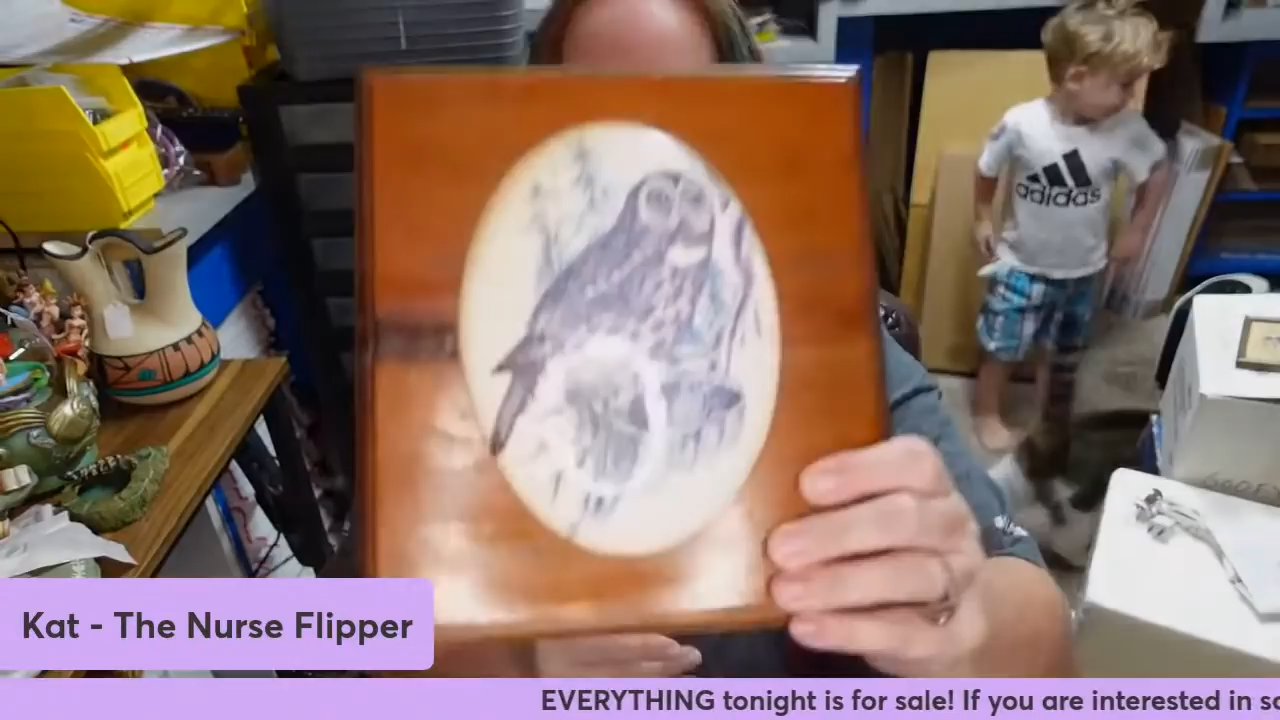 adidas
Kat - The Nurse Flipper
EVERYTHING tonight is for sale! If you are interested in